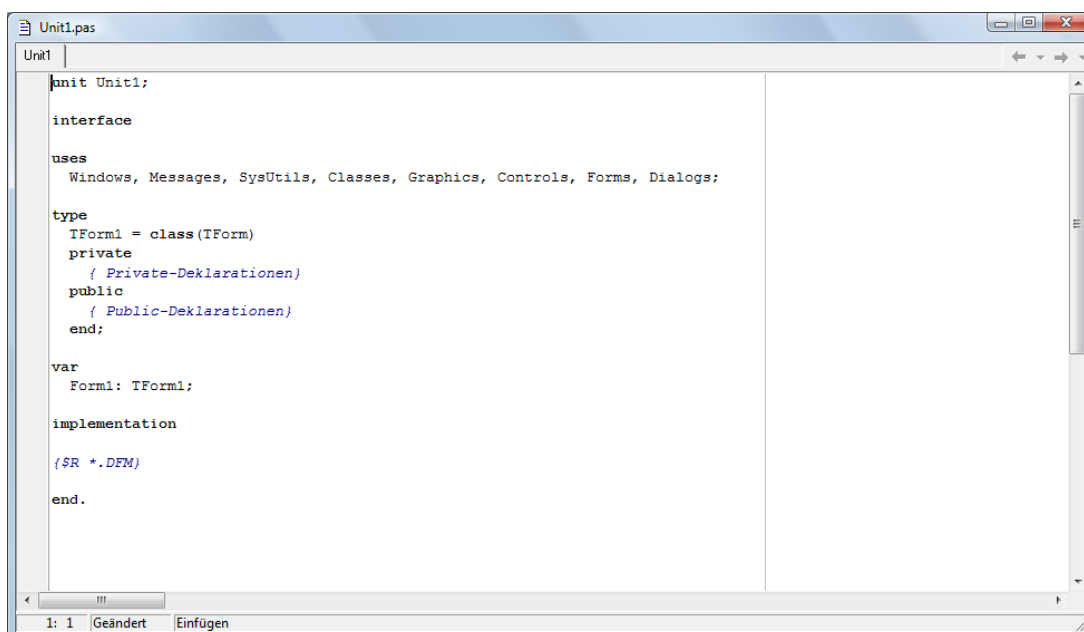 Unit1.pas
Unit1
unit Unit1;
interface
uses
Windows, Messages, SysUtils, Classes, Graphics, Controls, Forms, Dialogs;
type
TForm1 = class(TForm)
private
{ Private-Deklarationen}
public
{ Public-Deklarationen}
end;
var
Form1: TForm1;
implementation
{$R *.DFM}
end.
1: 1 Geändert Einfügen